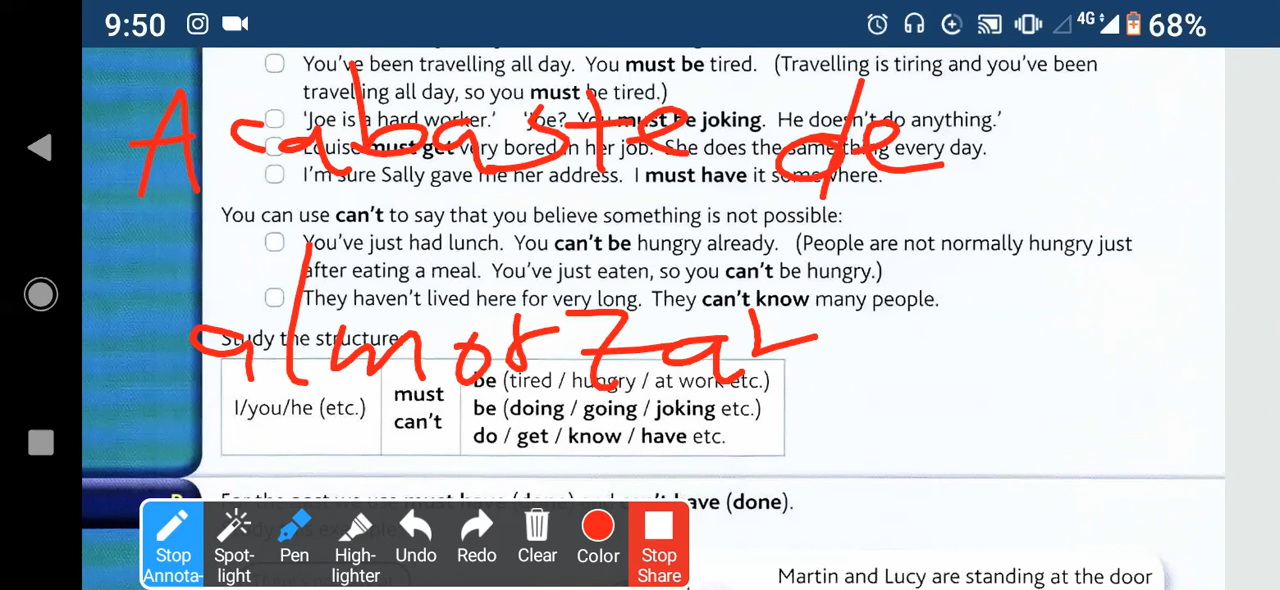 9:50 4G 68%
You've been travelling all day. You must be tired. (Travelling is tiring and you've been
travelling all day, so you must be tired.)
'Joe is a hard worker.' 'Joe? You must be joking. He doesn't do anything.'
Louise must get very bored in her job. She does the same thing every day.
I'm sure Sally gave me her address. I must have it somewhere.
Acabaste de
You can use can't to say that you believe something is not possible:
You've just had lunch. You can't be hungry already. (People are not normally hungry just
after eating a meal. You've just eaten, so you can't be hungry.)
They haven't lived here for very long. They can't know many people.
almorzar
Study the structure
I/you/he (etc.)
must
can't
be (tired / hungry / at work etc.)
be (doing / going / joking etc.)
do / get / know / have etc.
For the past we use must have (done) and can't have (done).
Stop
Annota-
Spot-
light
Pen
High-
lighter
Undo
Redo
Clear
Color
Stop
Share
Martin and Lucy are standing at the door